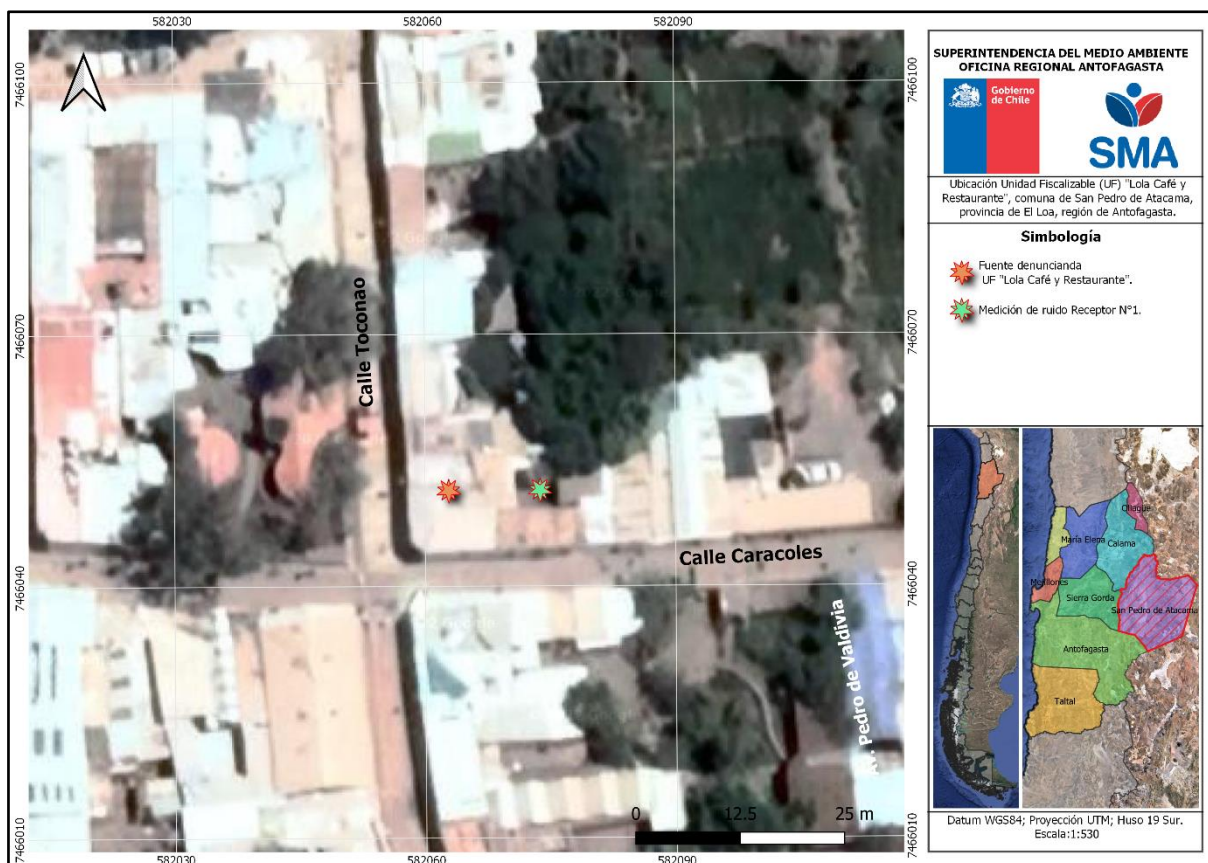 582030
582060
582090
7466100
7466100
7466070
7466070
7466040
7466040
7466010
7466010
Calle Toconao
Calle Caracoles
Av. Pedro de Valdivia
0
12.5
25 m
582030
582060
582090
SUPERINTENDENCIA DEL MEDIO AMBIENTE
OFICINA REGIONAL ANTOFAGASTA
Gobierno
de Chile
SMA
Ubicación Unidad Fiscalizable (UF) "Lola Café y
Restaurante", comuna de San Pedro de Atacama,
provincia de El Loa, región de Antofagasta.
Simbología
Fuente denuncianda
UF "Lola Café y Restaurante".
Medición de ruido Receptor N°1.
Ollagüe
María Elena
Calama
Mejillones
Sierra Gorda
San Pedro de Atacama
Antofagasta
Taltal
Datum WGS84; Proyección UTM; Huso 19 Sur.
Escala:1:530